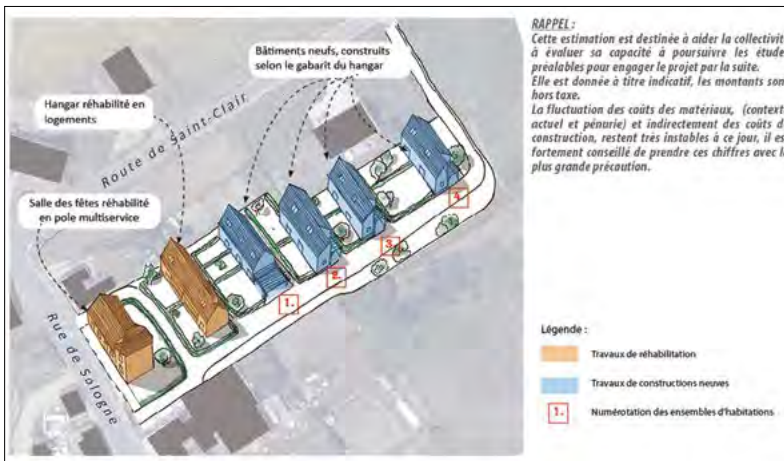 Bâtiments neufs, construits
selon le gabarit du hangar
Hangar réhabilité en
logements
Route de Saint-Clair
Salle des fêtes réhabilité
en pole multiservice
Rue de Sologne
1.
2.
3.
4.
RAPPEL :
Cette estimation est destinée à aider la collectivit
à évaluer sa capacité à poursuivre les étude
préalables pour engager le projet par la suite.
Elle est donnée à titre indicatif, les montants son
hors taxe.
La fluctuation des coûts des matériaux, (context
actuel et pénurie) et indirectement des coûts d
construction, restent très instables à ce jour, il es
fortement conseillé de prendre ces chiffres avec l
plus grande précaution.
Légende :
Travaux de réhabilitation
Travaux de constructions neuves
1.
Numérotation des ensembles d'habitations